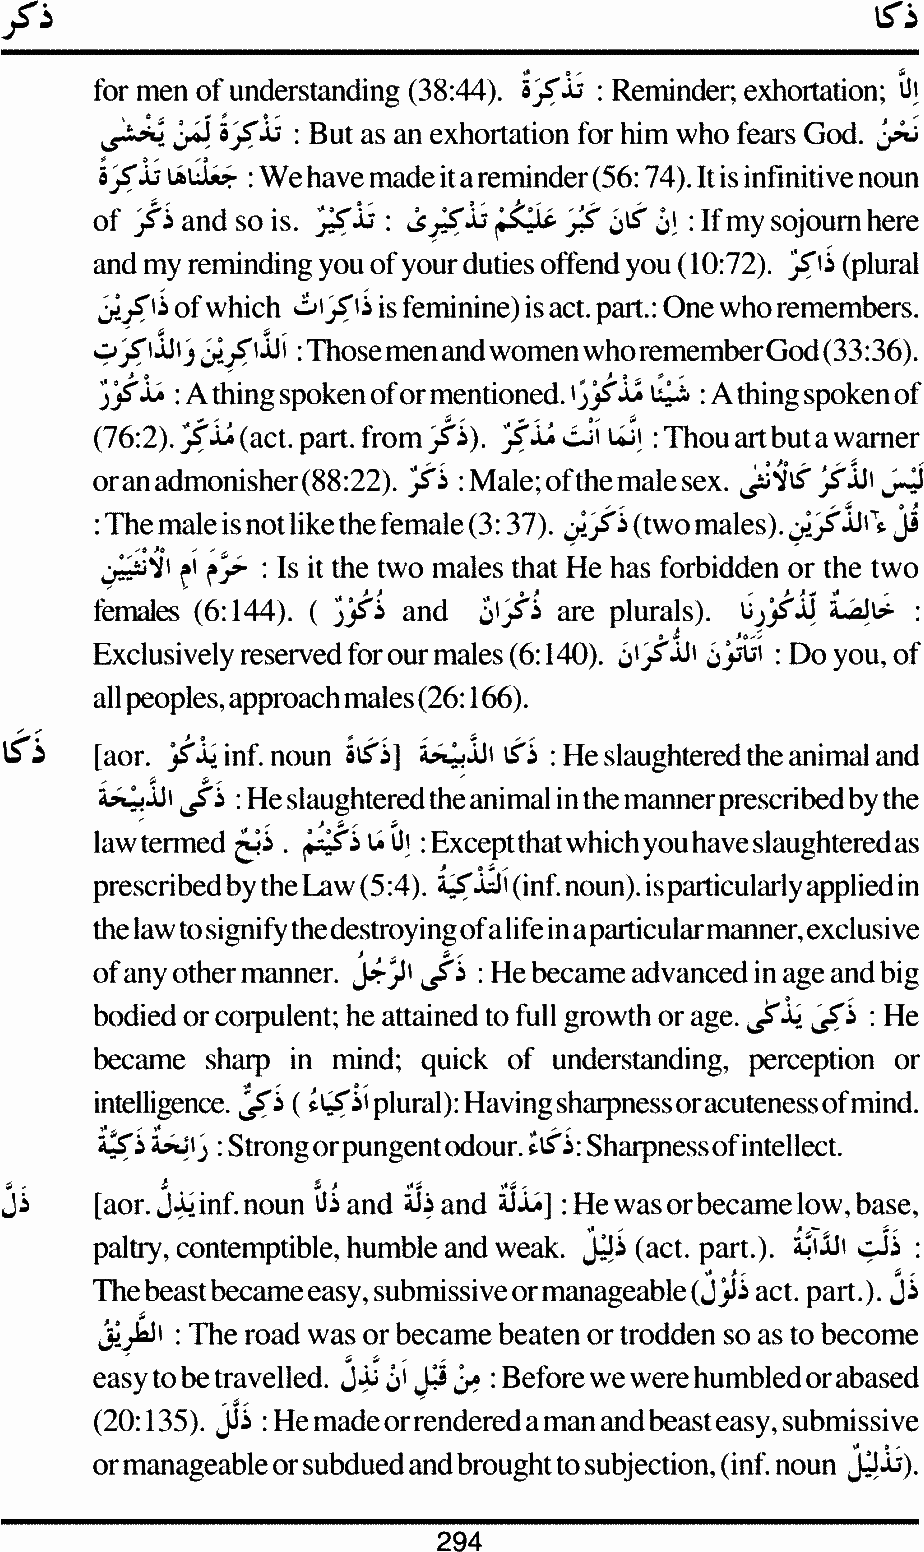 ذكر ذكا
for men of understanding (38:44). تَذْكِرَةٌ : Reminder; exhortation; اِلَّا
تَذْكِرَةً لِّمَنْ يَّخْشٰى : But as an exhortation for him who fears God. نَحْنُ
جَعَلْنَاهَا تَذْكِرَةً : We have made it a reminder (56: 74). It is infinitive noun
of ذَكَّرَ and so is. تَذْكِيْرٌ : اِنْ كَانَ كَبُرَ عَلَيْكُمْ تَذْكِيْرِىْ : If my sojourn here
and my reminding you of your duties offend you (10:72). ذَاكِرٌ (plural
ذَاكِرِيْنَ of which ذَاكِرَاتٌ is feminine) is act. part.: One who remembers.
اَلذَّاكِرِيْنَ وَالذَّاكِرٰتِ : Those men and women who remember God (33:36).
مَذْكُوْرٌ : A thing spoken of or mentioned. شَيْئًا مَّذْكُوْرًا : A thing spoken of
(76:2). مُذَكِّرٌ (act. part. from ذَكَّرَ). اِنَّمَا اَنْتَ مُذَكِّرٌ : Thou art but a warner
or an admonisher (88:22). ذَكَرٌ : Male; of the male sex. لَيْسَ الذَّكَرُ كَالْاُنْثٰى
: The male is not like the female (3: 37). ذَكَرَيْنِ (two males). قُلْ ءٰۤالذَّكَرَيْنِ
حَرَّمَ اَمِ الْاُنْثَيَيْنِ : Is it the two males that He has forbidden or the two
females (6:144). ( ذُكُوْرٌ and ذُكْرَانٌ are plurals). خَالِصَةٌ لِّذُكُوْرِنَا :
Exclusively reserved for our males (6:140). اَتَاْتُوْنَ الذُّكْرَانَ : Do you, of
all peoples, approach males (26:166).
ذَكَا [aor. يَذْكُوْ inf. noun ذَكَاةٌ] ذَكَا الذَّبِيْحَةَ : He slaughtered the animal and
ذَكَّى الذَّبِيْحَةَ : He slaughtered the animal in the manner prescribed by the
law termed ذَبْحٌ . اِلَّا مَا ذَكَّيْتُمْ : Except that which you have slaughtered as
prescribed by the Law (5:4). اَلتَّذْكِيَةُ (inf. noun). is particularly applied in
the law to signify the destroying of a life in a particular manner, exclusive
of any other manner. ذَكَّى الرَّجُلُ : He became advanced in age and big
bodied or corpulent; he attained to full growth or age. ذَكِىَ يَذْكٰى : He
became sharp in mind; quick of understanding, perception or
intelligence. ذَكِىٌّ ( اَذْكِيَاءُ plural): Having sharpness or acuteness of mind.
رَائِحَةٌ ذَكِيَّةٌ : Strong or pungent odour. ذَكَاءٌ: Sharpness of intellect.
ذَلَّ [aor. يَذِلُّ inf. noun ذُلًّا and ذِلَّةٌ and مَذَلَّةٌ] : He was or became low, base,
paltry, contemptible, humble and weak. ذَلِيْلٌ (act. part.). ذَلَّتِ الدَّآبَّةُ :
The beast became easy, submissive or manageable (ذَلُوْلٌ act. part.). ذَلَّ
الطَّرِيْقُ : The road was or became beaten or trodden so as to become
easy to be travelled. مِنْ قَبْلِ اَنْ نَّذِلَّ : Before we were humbled or abased
(20:135). ذَلَّلَ : He made or rendered a man and beast easy, submissive
or manageable or subdued and brought to subjection, (inf. noun تَذْلِيْلٌ).
294